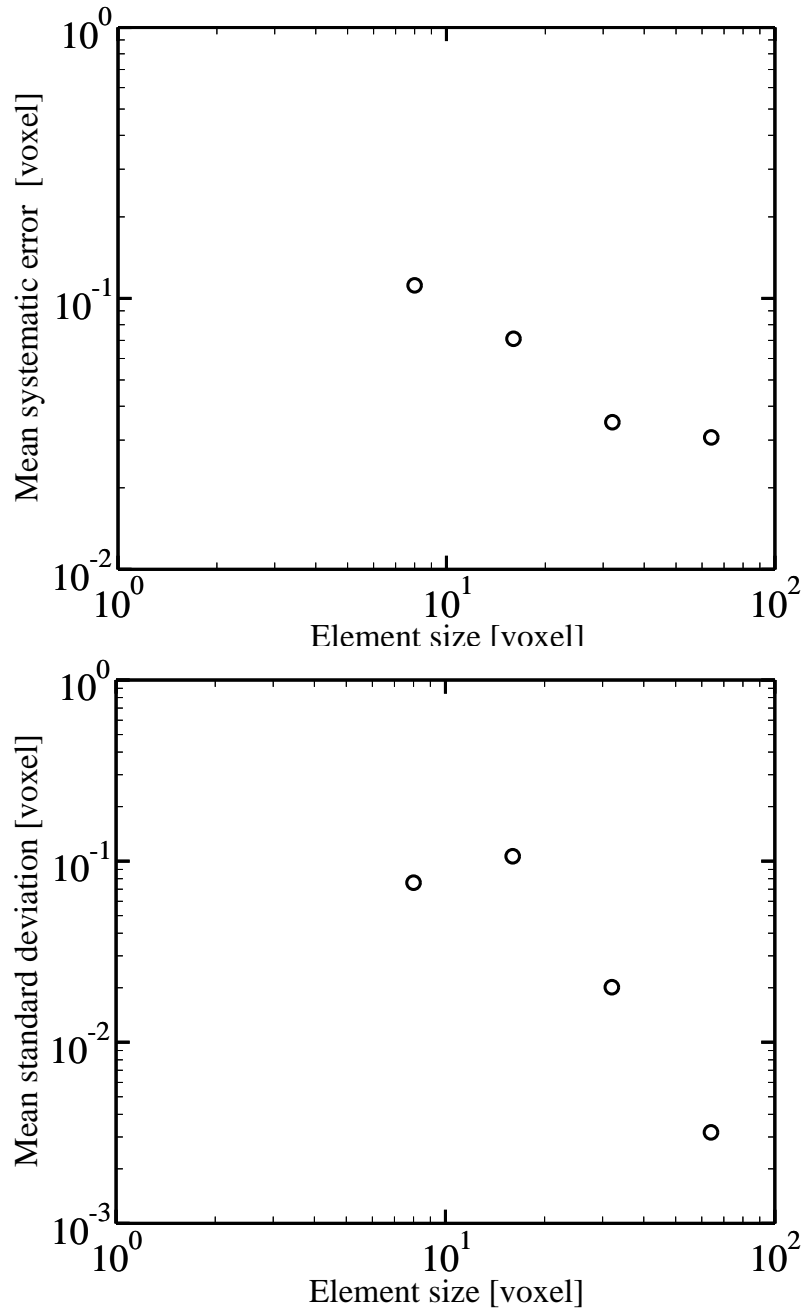 10^0
Mean systematic error [voxel]
10^-1
10^-2
10^0 10^1 10^2
Element size [voxel]
10^0
Mean standard deviation [voxel]
10^-1
10^-2
10^-3
10^0 10^1 10^2
Element size [voxel]